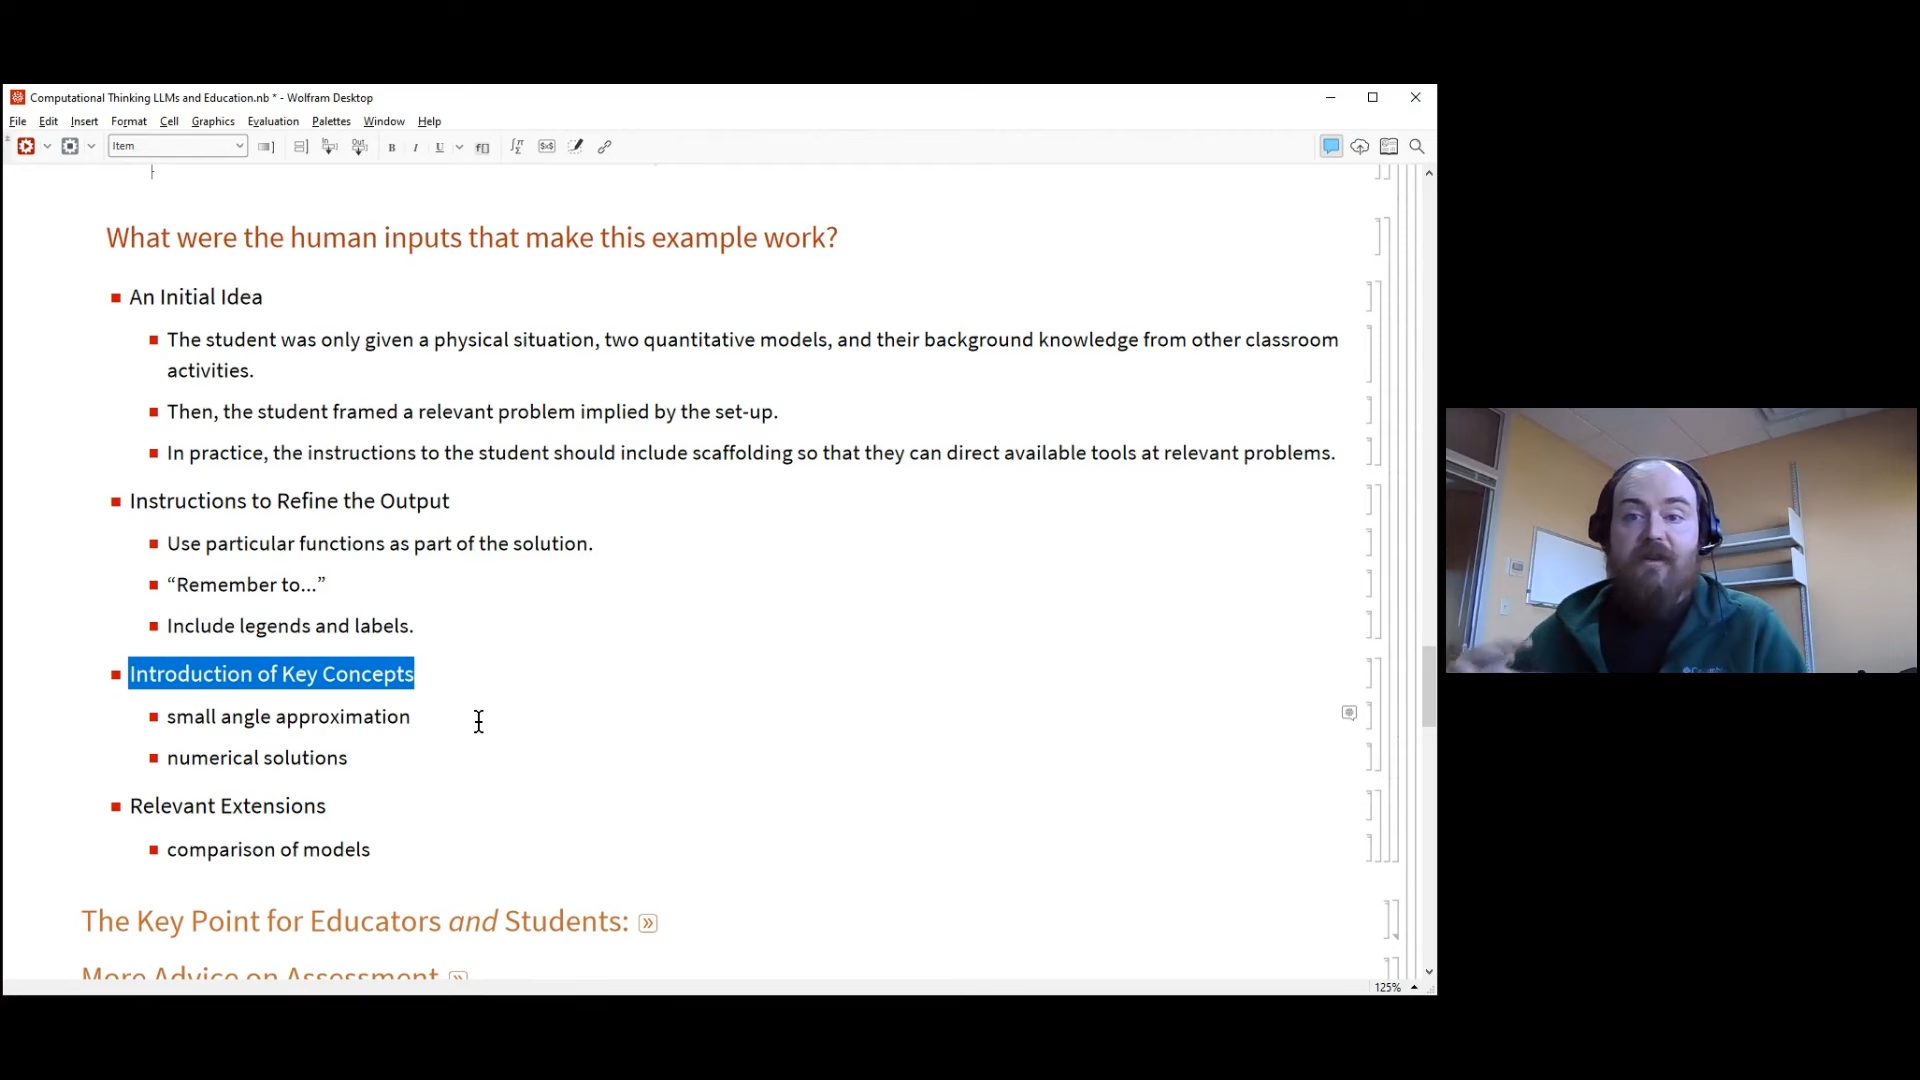 Computational Thinking LLMs and Education.nb * - Wolfram Desktop
File Edit Insert Format Cell Graphics Evaluation Palettes Window Help
Item
What were the human inputs that make this example work?
An Initial Idea
The student was only given a physical situation, two quantitative models, and their background knowledge from other classroom
activities.
Then, the student framed a relevant problem implied by the set-up.
In practice, the instructions to the student should include scaffolding so that they can direct available tools at relevant problems.
Instructions to Refine the Output
Use particular functions as part of the solution.
“Remember to...”
Include legends and labels.
Introduction of Key Concepts
small angle approximation
numerical solutions
Relevant Extensions
comparison of models
The Key Point for Educators and Students:
More Advice on Assessment
125%